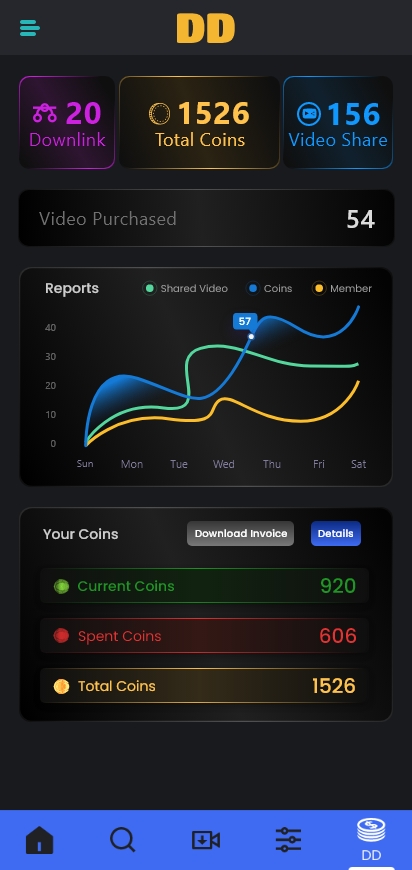 DD
20
Downlink
1526
Total Coins
156
Video Share
Video Purchased 54
Reports Shared Video Coins Member
57
40
30
20
10
0
Sun Mon Tue Wed Thu Fri Sat
Your Coins Download Invoice Details
Current Coins 920
Spent Coins 606
Total Coins 1526
DD